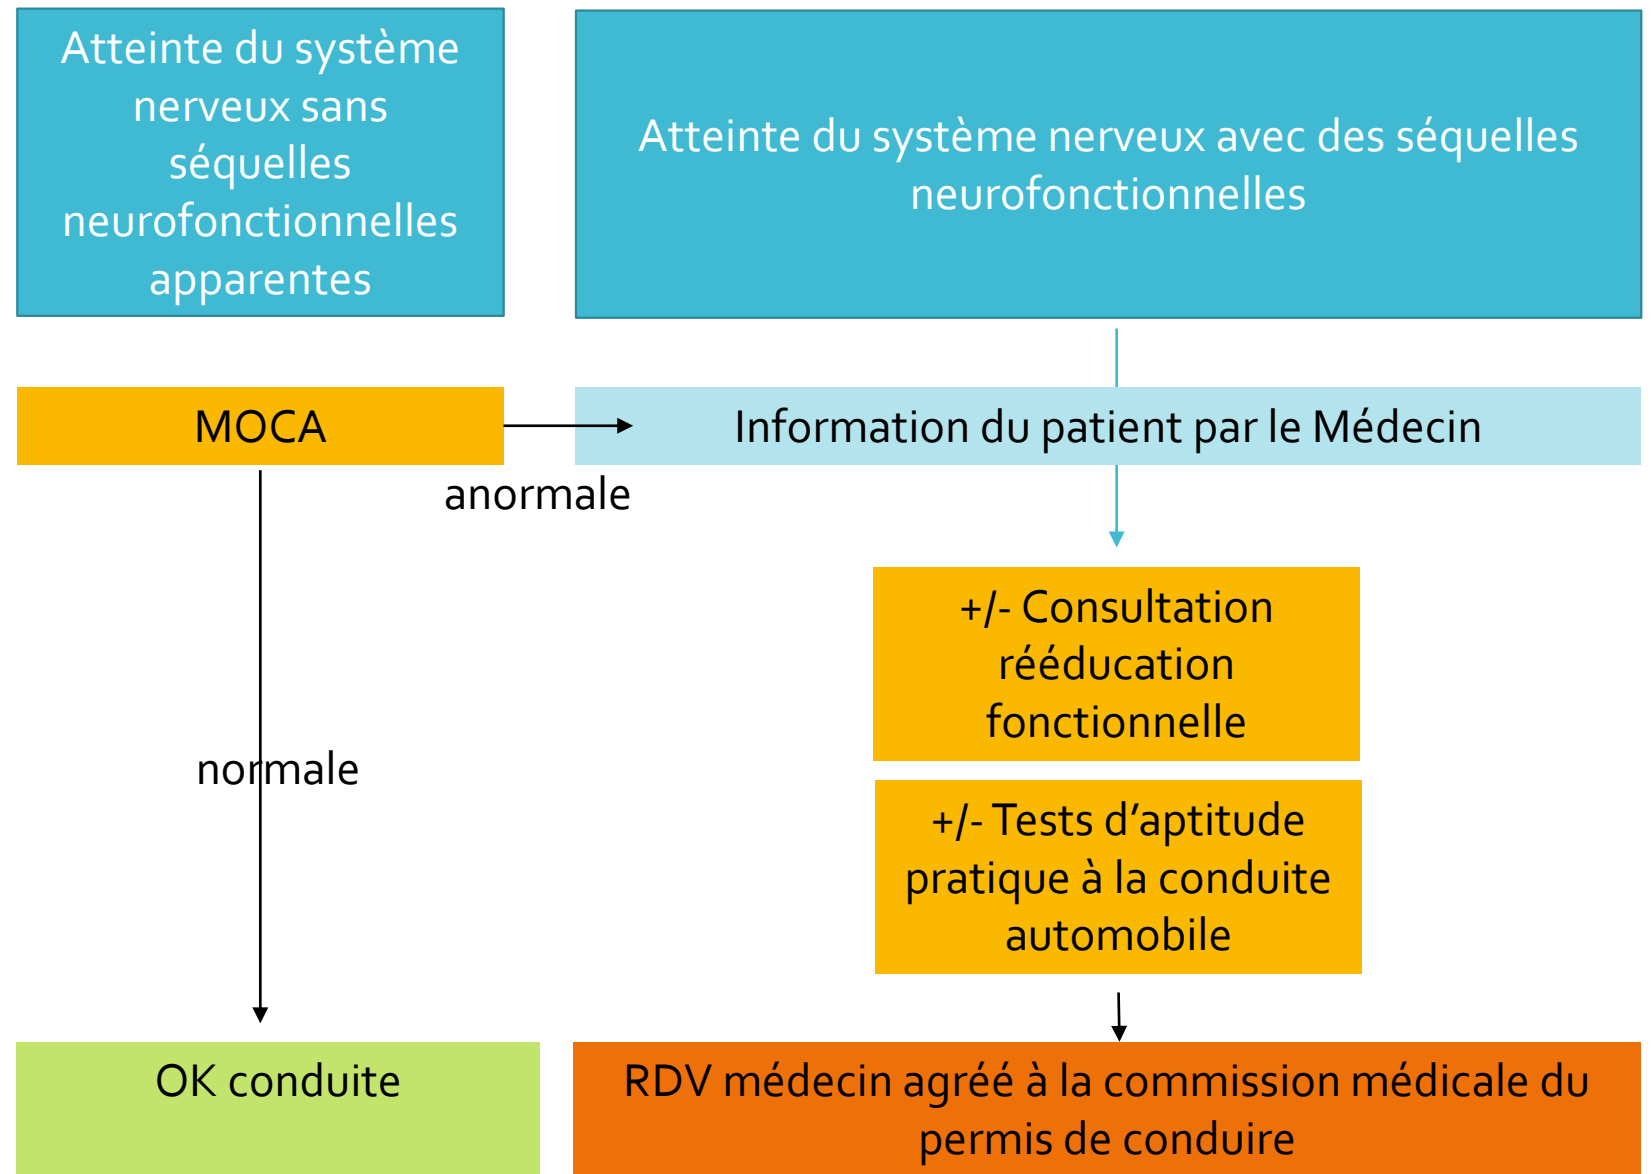 Atteinte du système
nerveux sans
séquelles
neurofonctionnelles
apparentes
Atteinte du système nerveux avec des séquelles
neurofonctionnelles
MOCA
Information du patient par le Médecin
anormale
+/- Consultation
rééducation
fonctionnelle
normale
+/- Tests d’aptitude
pratique à la conduite
automobile
OK conduite
RDV médecin agréé à la commission médicale du
permis de conduire